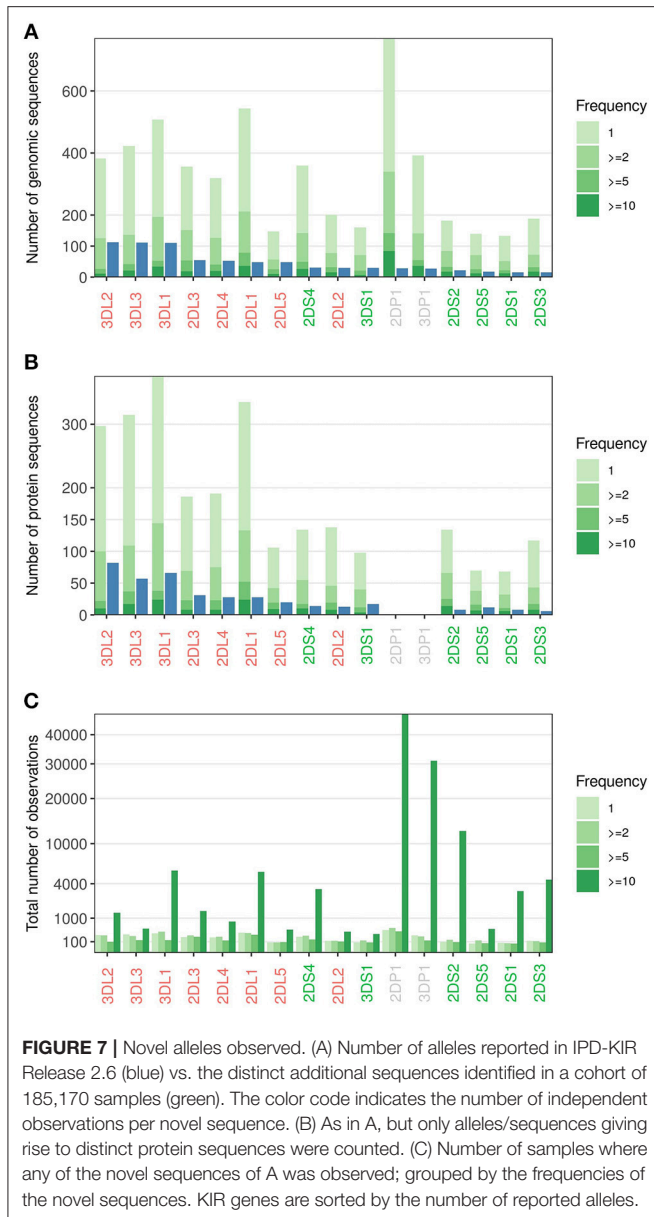 A
Number of genomic sequences
600
400
200
100
0
3DL2 3DL3 3DL1 2DL3 2DL4 2DL1 2DL5 2DS4 2DL2 3DS1 2DP1 3DP1 2DS2 2DS5 2DS1 2DS3
Frequency
1
>=2
>=5
>=10
B
Number of protein sequences
300
200
150
100
50
0
3DL2 3DL3 3DL1 2DL3 2DL4 2DL1 2DL5 2DS4 2DL2 3DS1 2DP1 3DP1 2DS2 2DS5 2DS1 2DS3
Frequency
1
>=2
>=5
>=10
C
Total number of observations
40000
30000
20000
10000
4000
1000
100
3DL2 3DL3 3DL1 2DL3 2DL4 2DL1 2DL5 2DS4 2DL2 3DS1 2DP1 3DP1 2DS2 2DS5 2DS1 2DS3
Frequency
1
>=2
>=5
>=10
FIGURE 7 | Novel alleles observed. (A) Number of alleles reported in IPD-KIR
Release 2.6 (blue) vs. the distinct additional sequences identified in a cohort of
185,170 samples (green). The color code indicates the number of independent
observations per novel sequence. (B) As in A, but only alleles/sequences giving
rise to distinct protein sequences were counted. (C) Number of samples where
any of the novel sequences of A was observed; grouped by the frequencies of
the novel sequences. KIR genes are sorted by the number of reported alleles.